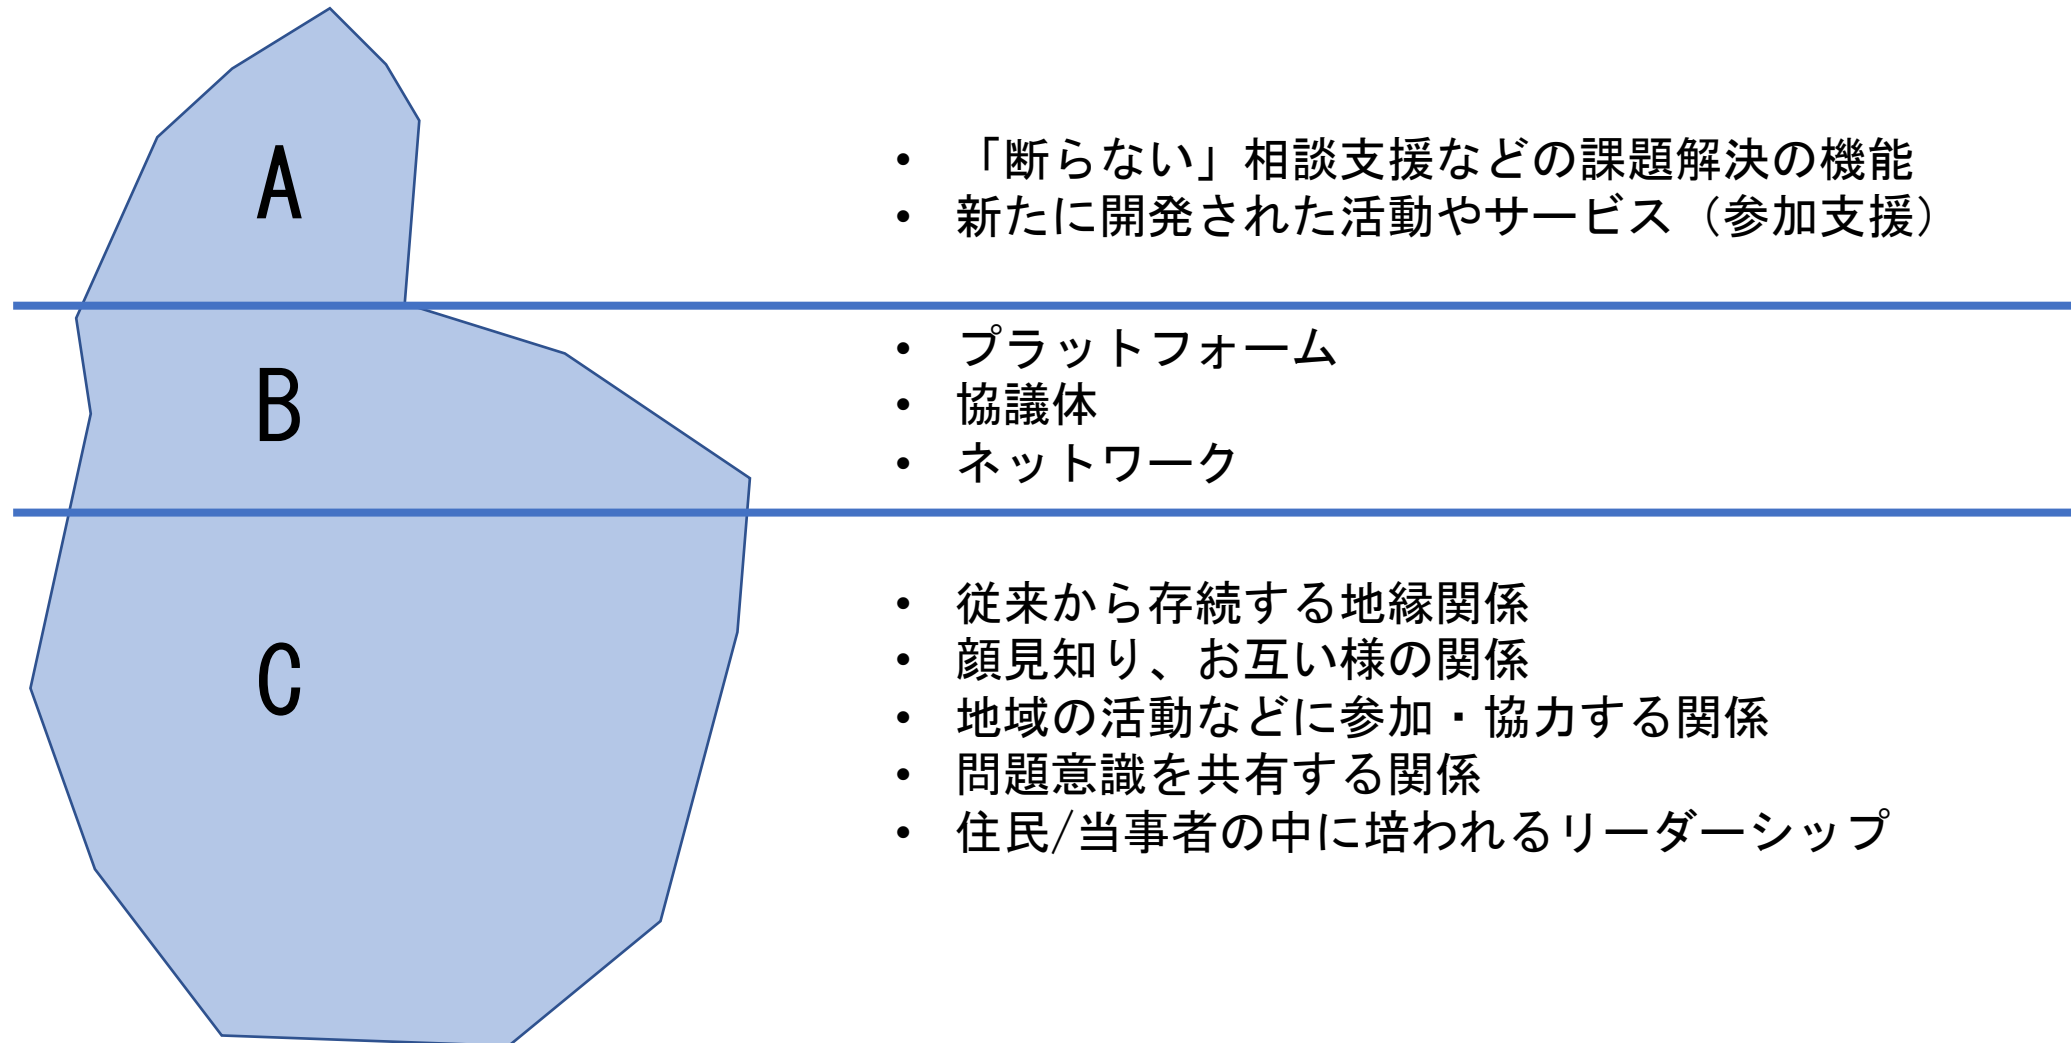 A
• 「断らない」相談支援などの課題解決の機能
• 新たに開発された活動やサービス（参加支援）
B
• プラットフォーム
• 協議体
• ネットワーク
C
• 従来から存続する地縁関係
• 顔見知り、お互い様の関係
• 地域の活動などに参加・協力する関係
• 問題意識を共有する関係
• 住民/当事者の中に培われるリーダーシップ